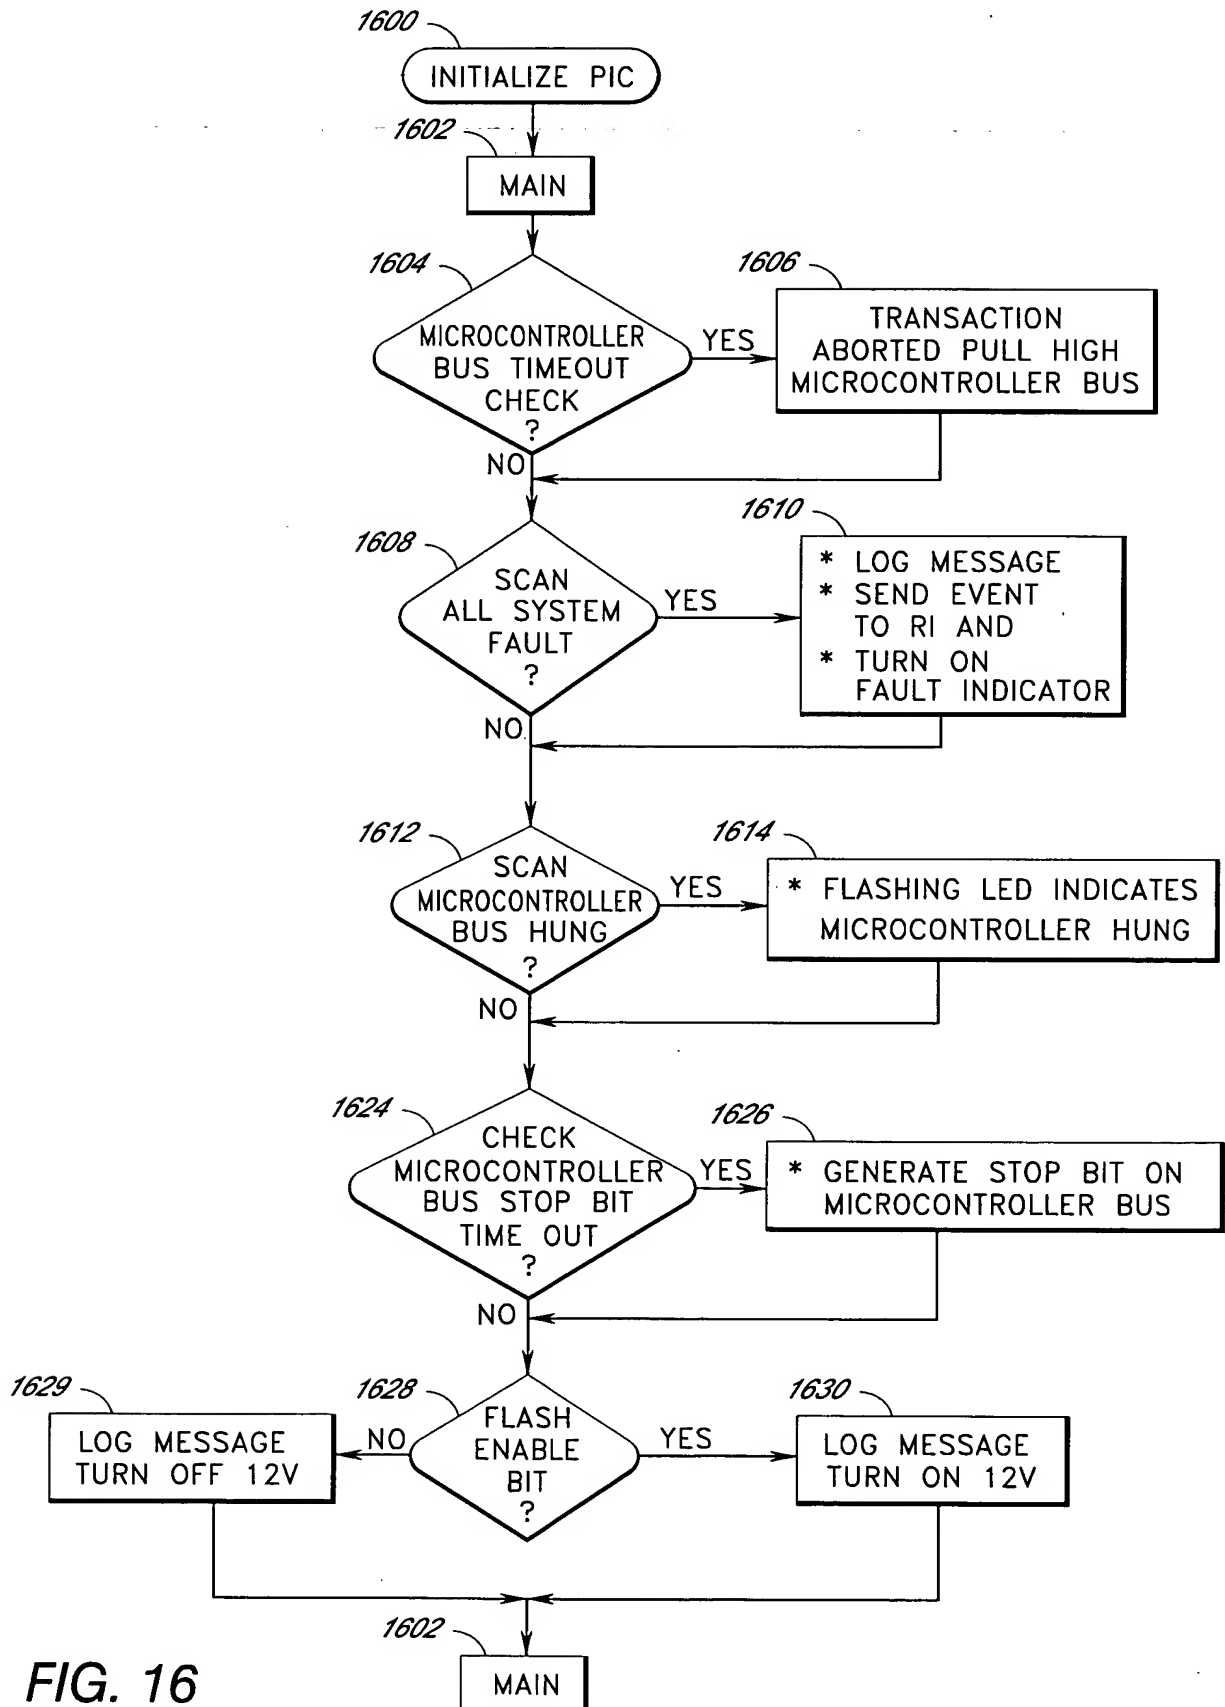 1600
INITIALIZE PIC
1602
MAIN
1604
MICROCONTROLLER
BUS TIMEOUT
CHECK
?
YES
1606
TRANSACTION
ABORTED PULL HIGH
MICROCONTROLLER BUS
NO
1608
SCAN
ALL SYSTEM
FAULT
?
YES
1610
* LOG MESSAGE
* SEND EVENT
TO RI AND
* TURN ON
FAULT INDICATOR
NO
1612
SCAN
MICROCONTROLLER
BUS HUNG
?
YES
1614
* FLASHING LED INDICATES
MICROCONTROLLER HUNG
NO
1624
CHECK
MICROCONTROLLER
BUS STOP BIT
TIME OUT
?
YES
1626
* GENERATE STOP BIT ON
MICROCONTROLLER BUS
NO
1629
LOG MESSAGE
TURN OFF 12V
NO
1628
FLASH
ENABLE
BIT
?
YES
1630
LOG MESSAGE
TURN ON 12V
1602
MAIN
FIG. 16